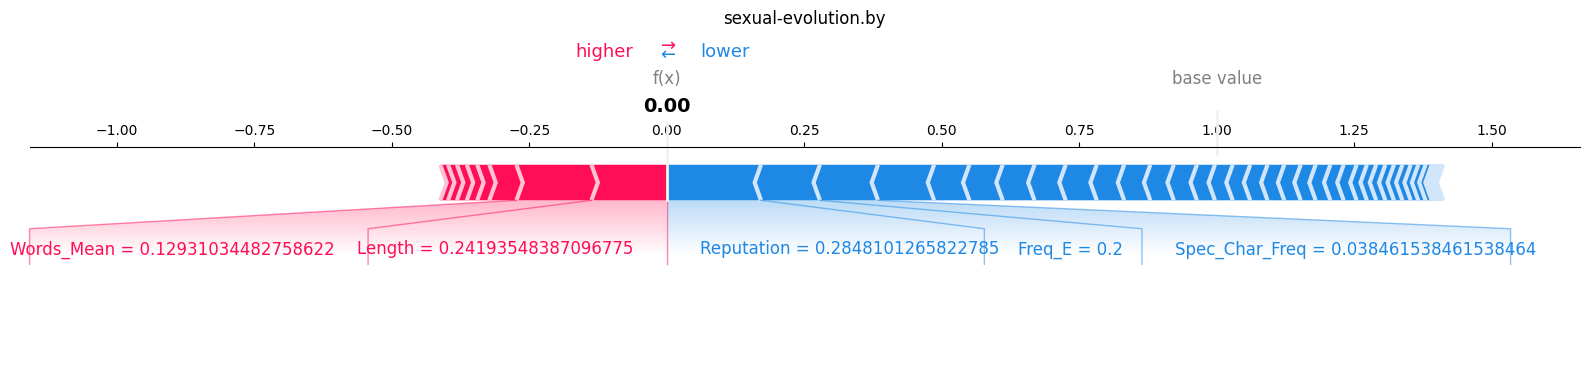 sexual-evolution.by
higher → ← lower
f(x) base value
0.00
−1.00 −0.75 −0.50 −0.25 0.00 0.25 0.50 0.75 1.00 1.25 1.50
Words_Mean = 0.12931034482758622 Length = 0.24193548387096775 Reputation = 0.2848101265822785 Freq_E = 0.2 Spec_Char_Freq = 0.038461538461538464